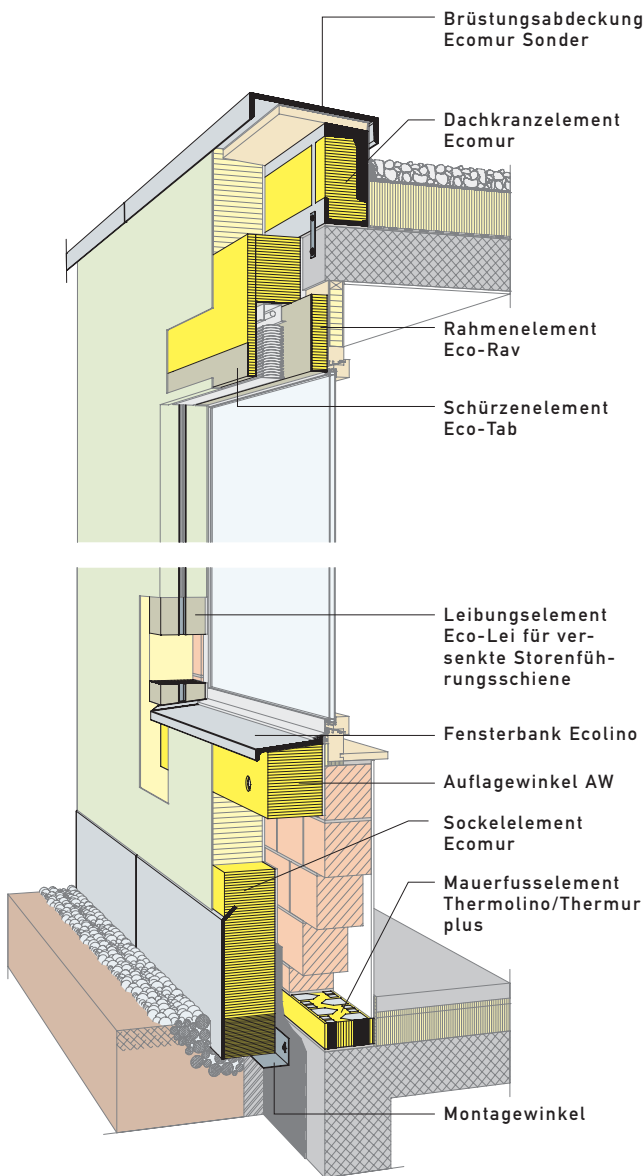 Brüstungsabdeckung
Ecomur Sonder
Dachkranzelement
Ecomur
Rahmenelement
Eco-Rav
Schürzenelement
Eco-Tab
Leibungselement
Eco-Lei für ver-
senkte Storenfüh-
rungsschiene
Fensterbank Ecolino
Auflagewinkel AW
Sockelelement
Ecomur
Mauerfusselement
Thermolino/Thermur
plus
Montagewinkel